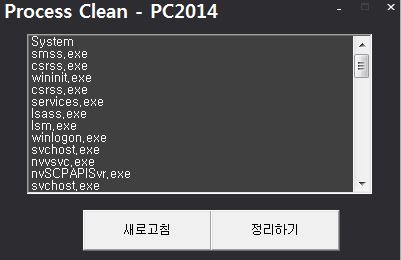 Process Clean - PC2014
System
smss,exe
csrss,exe
wininit,exe
csrss,exe
services,exe
lsass,exe
lsm,exe
winlogon,exe
svchost,exe
nvvsvc,exe
nvSCPAPISvr,exe
svchost,exe
새로고침 정리하기